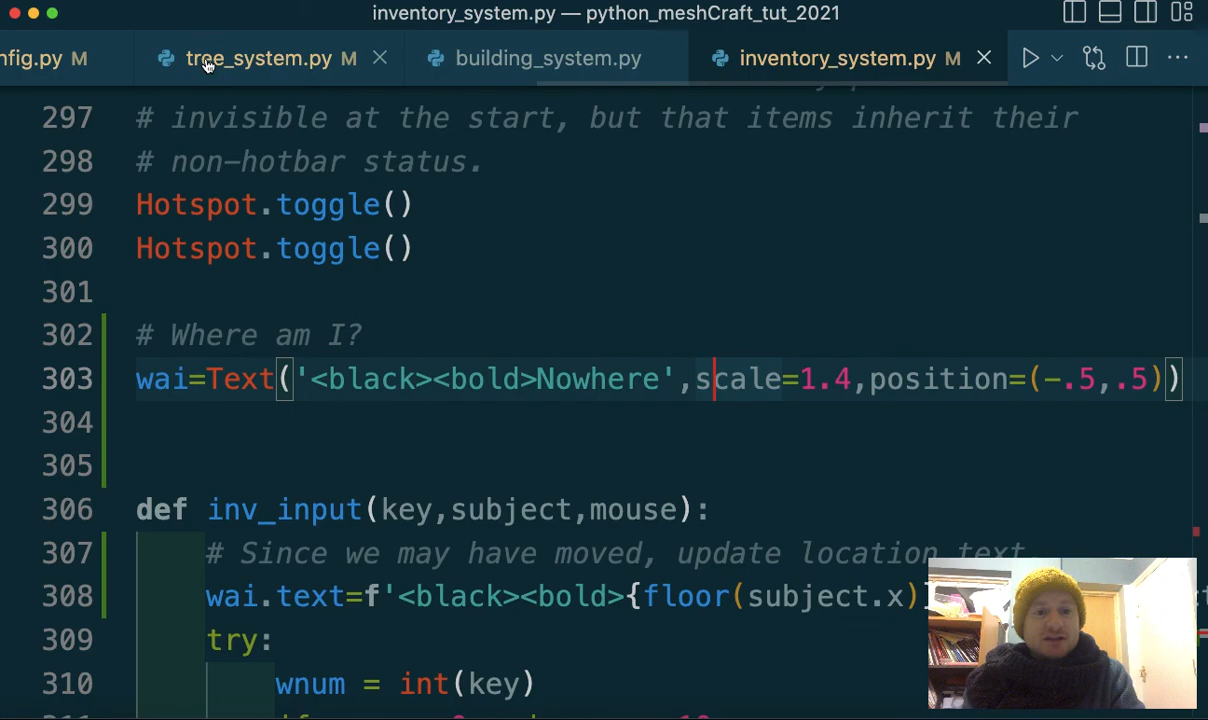 inventory_system.py — python_meshCraft_tut_2021
nfig.py M tree_system.py M building_system.py inventory_system.py M
297 # invisible at the start, but that items inherit their
298 # non-hotbar status.
299 Hotspot.toggle()
300 Hotspot.toggle()
301
302 # Where am I?
303 wai=Text('<black><bold>Nowhere',scale=1.4,position=(-.5,.5))
304
305
306 def inv_input(key,subject,mouse):
307 # Since we may have moved, update location text
308 wai.text=f'<black><bold>{floor(subject.x)
309 try:
310 wnum = int(key)